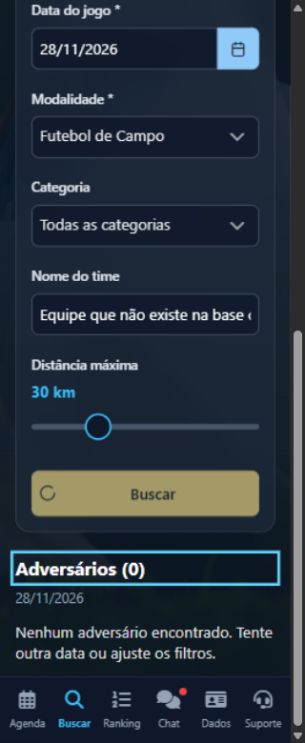 Data do jogo *
28/11/2026
Modalidade *
Futebol de Campo
Categoria
Todas as categorias
Nome do time
Equipe que não existe na base
Distância máxima
30 km
Buscar
Adversários (0)
28/11/2026
Nenhum adversário encontrado. Tente
outra data ou ajuste os filtros.
Agenda Buscar Ranking Chat Dados Suporte